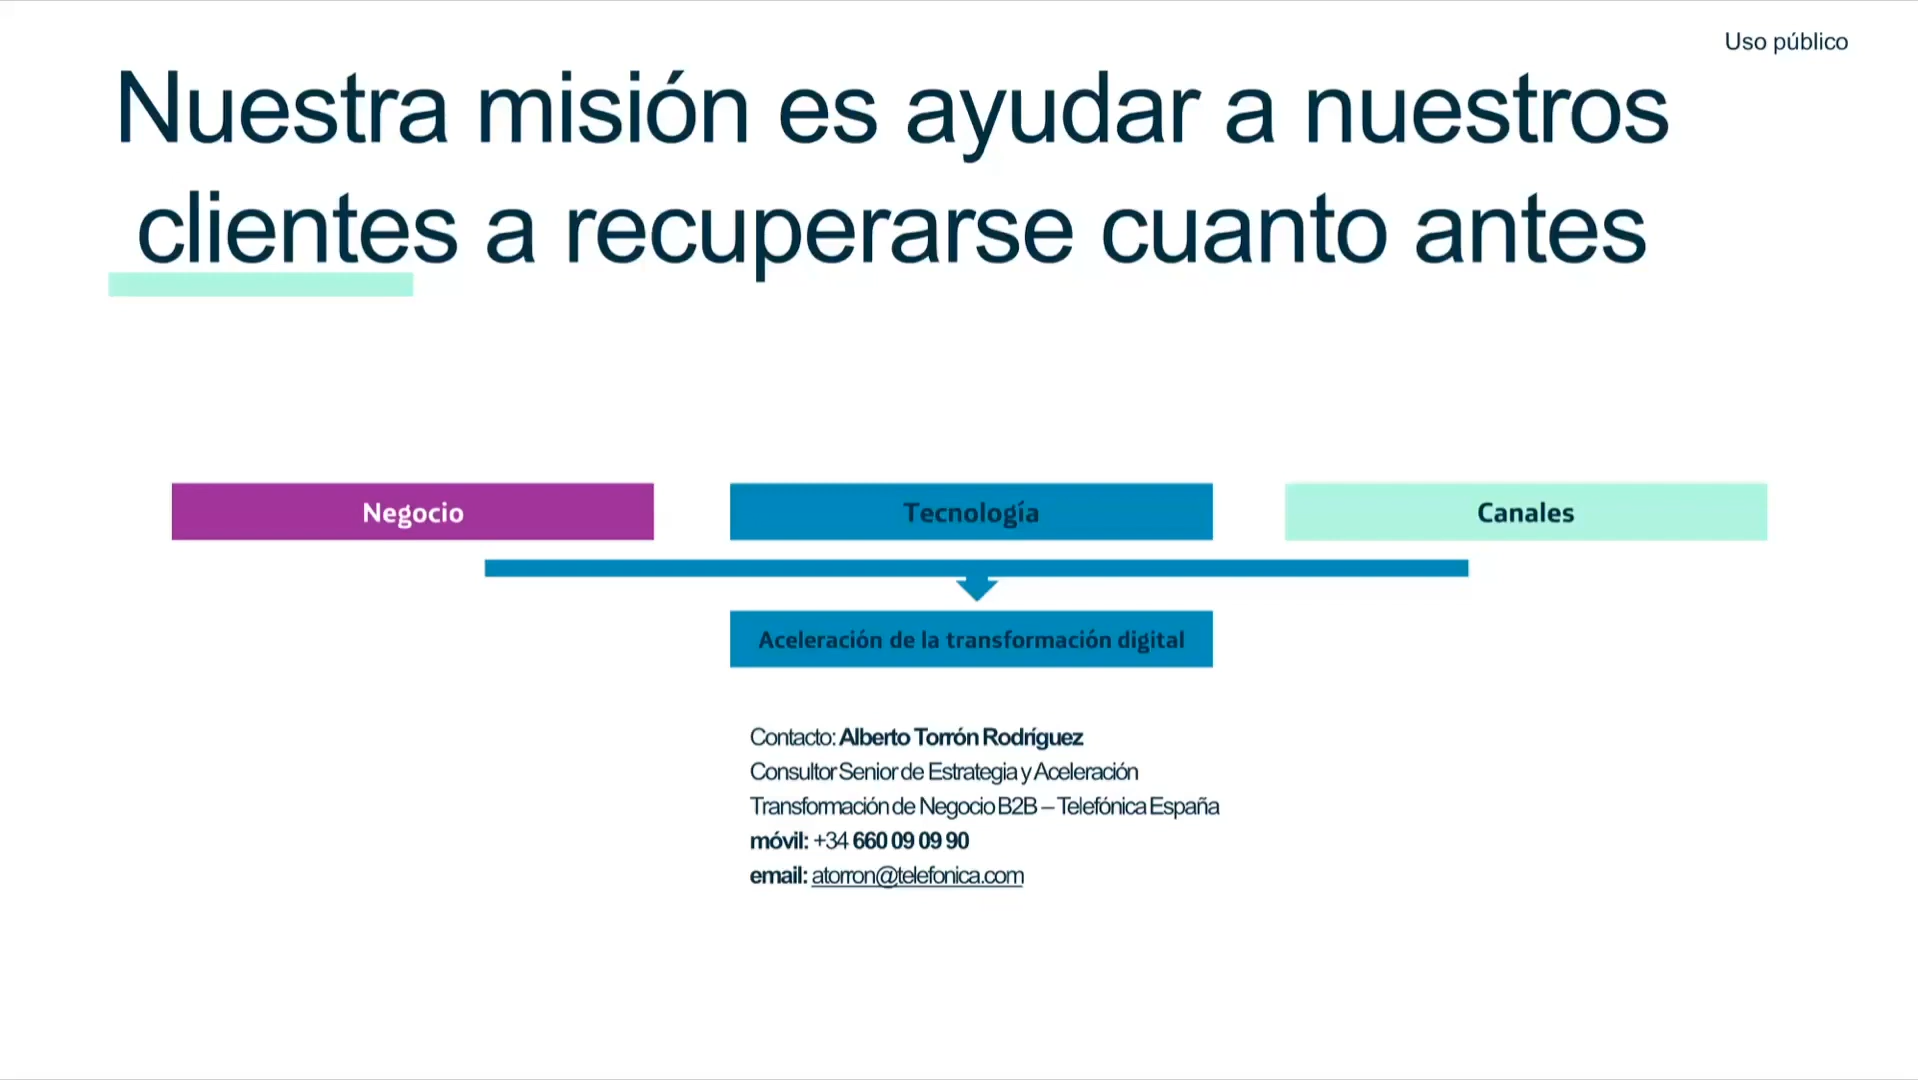 Uso público
Nuestra misión es ayudar a nuestros
clientes a recuperarse cuanto antes
Negocio
Tecnología
Canales
Aceleración de la transformación digital
Contacto: Alberto Torrón Rodríguez
Consultor Senior de Estrategia y Aceleración
Transformación de Negocio B2B – Telefónica España
móvil: +34 660 09 09 90
email: atorron@telefonica.com